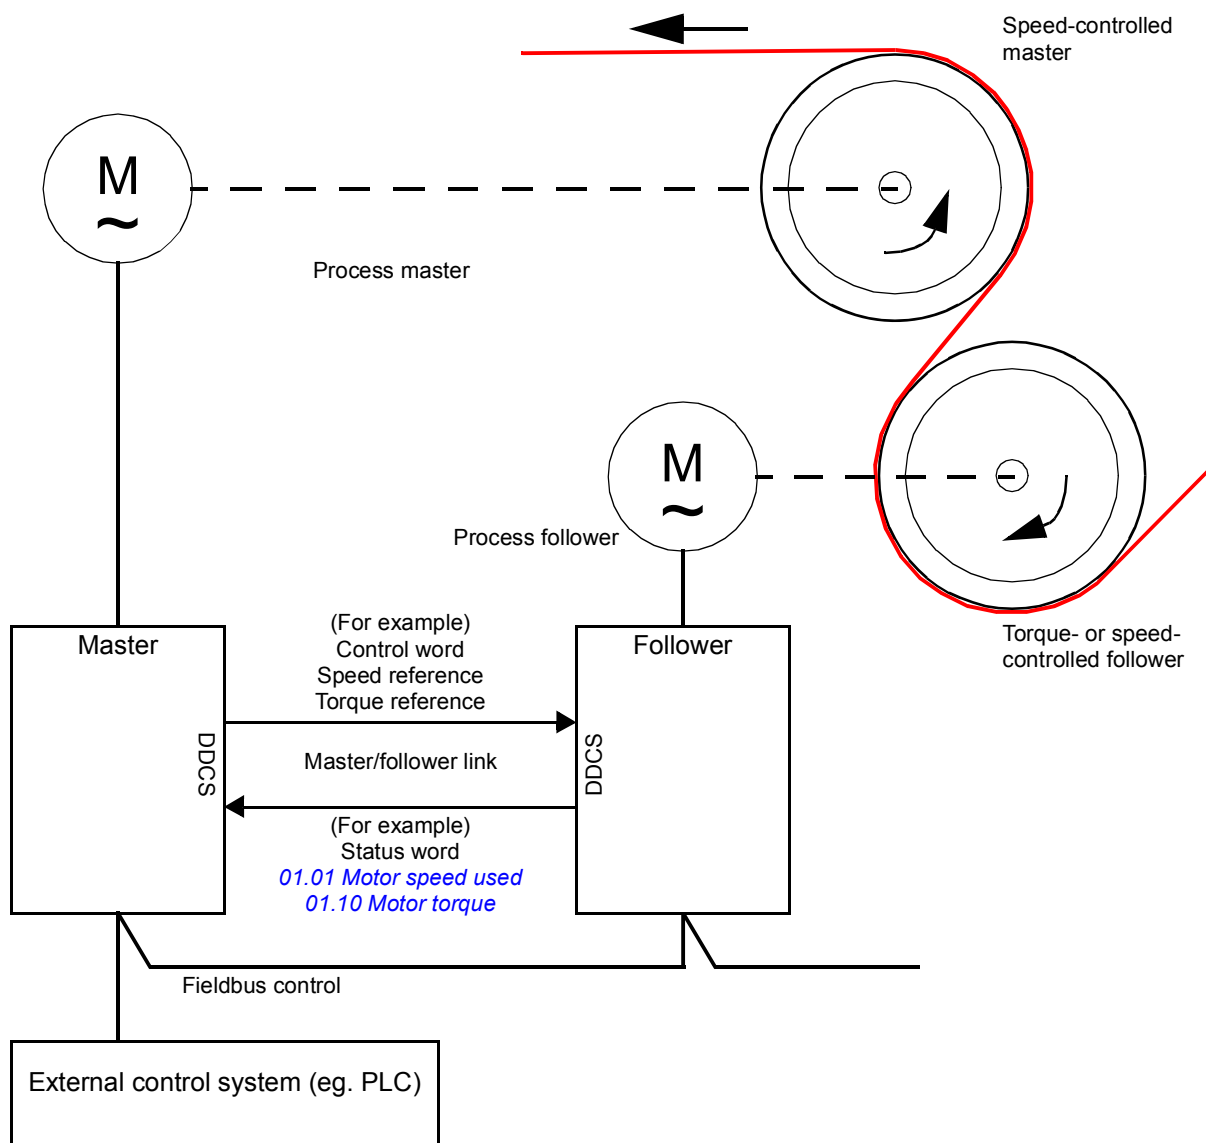 Speed-controlled
master
M
~
Process master
M
~
Process follower
Torque- or speed-
controlled follower
Master
(For example)
Control word
Speed reference
Torque reference
Follower
DDCS
Master/follower link
DDCS
(For example)
Status word
01.01 Motor speed used
01.10 Motor torque
Fieldbus control
External control system (eg. PLC)